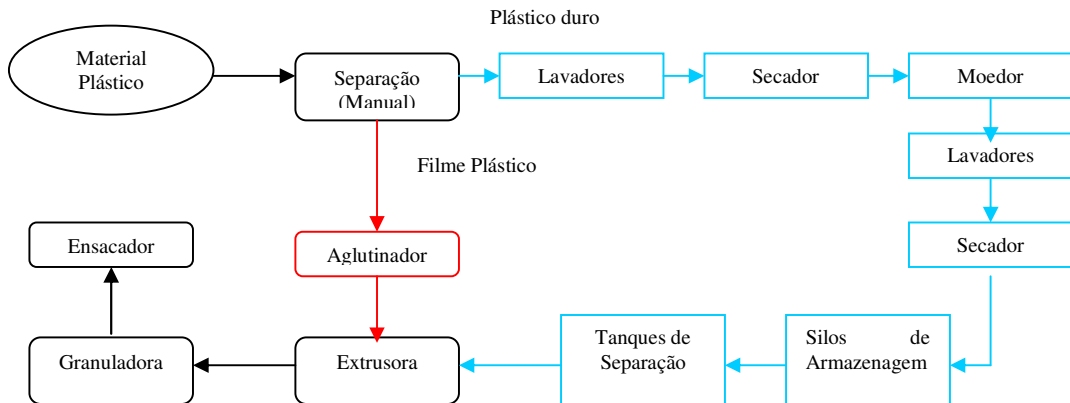 Plástico duro
Material
Plástico
Separação
(Manual)
Lavadores
Secador
Moedor
Lavadores
Filme Plástico
Ensacador
Aglutinador
Secador
Granuladora
Extrusora
Tanques de
Separação
Silos de
Armazenagem